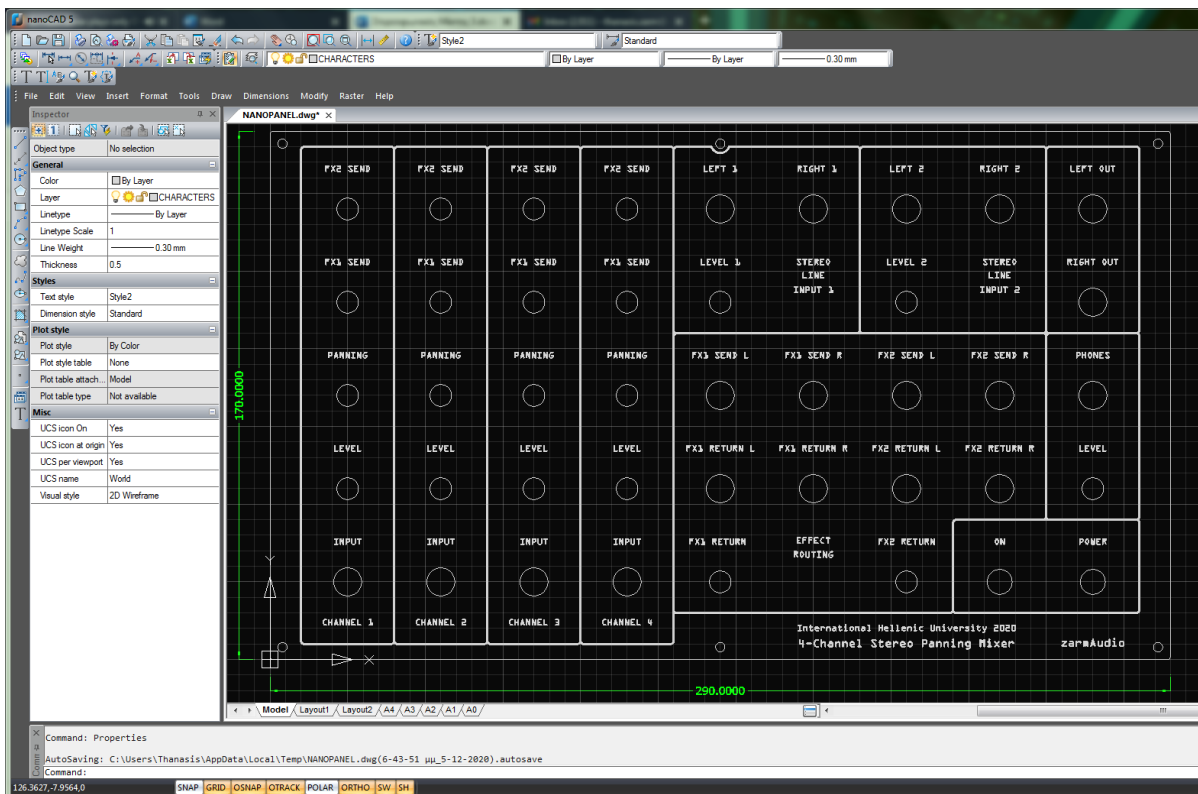 nanoCAD 5
Style2
Standard
CHARACTERS
By Layer
By Layer
0.30 mm
File Edit View Insert Format Tools Draw Dimensions Modify Raster Help
Inspector
NANOPANEL.dwg*
Object type No selection
General
Color By Layer
Layer CHARACTERS
Linetype By Layer
Linetype Scale 1
Line Weight 0.30 mm
Thickness 0.5
Styles
Text style Style2
Dimension style Standard
Plot style
Plot style By Color
Plot style table None
Plot table attach... Model
Plot table type Not available
Misc
UCS icon On Yes
UCS icon at origin Yes
UCS per viewport Yes
UCS name World
Visual style 2D Wireframe
FX2 SEND FX2 SEND FX2 SEND FX2 SEND LEFT 1 RIGHT 1 LEFT 2 RIGHT 2 LEFT OUT
FX1 SEND FX1 SEND FX1 SEND FX1 SEND LEVEL 1 STEREO LEVEL 2 STEREO RIGHT OUT
LINE LINE
INPUT 1 INPUT 2
PANNING PANNING PANNING PANNING FX1 SEND L FX1 SEND R FX2 SEND L FX2 SEND R PHONES
170.0000
LEVEL LEVEL LEVEL LEVEL FX1 RETURN L FX1 RETURN R FX2 RETURN L FX2 RETURN R LEVEL
INPUT INPUT INPUT INPUT FX1 RETURN EFFECT FX2 RETURN ON POWER
ROUTING
Y
CHANNEL 1 CHANNEL 2 CHANNEL 3 CHANNEL 4
International Hellenic University 2020
4-Channel Stereo Panning Mixer zarmAudio
X
290.0000
Model Layout1 Layout2 A4 A3 A2 A1 A0
Command: Properties
AutoSaving: C:\Users\Thanasis\AppData\Local\Temp\NANOPANEL.dwg(6-43-51 μμ_5-12-2020).autosave
Command:
126.3627,-7.9564,0 SNAP GRID OSNAP OTRACK POLAR ORTHO SW SH